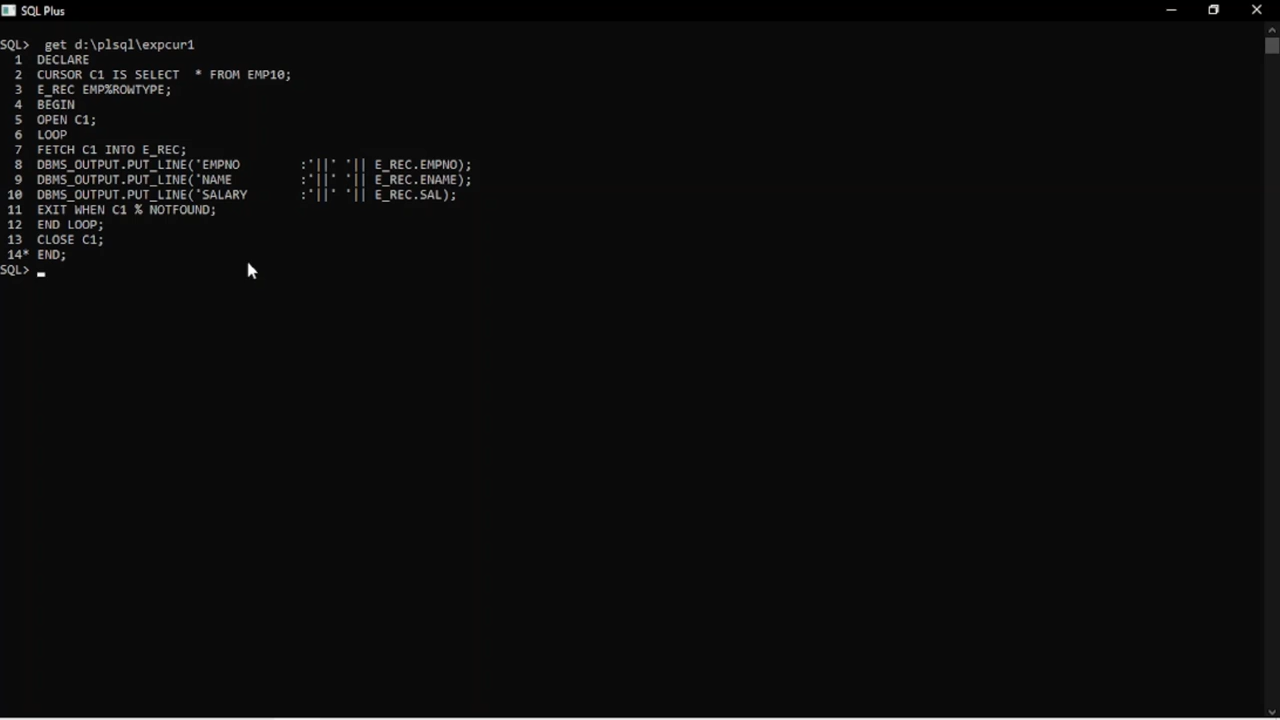 SQL Plus
SQL>  get d:\plsql\expcur1
  1  DECLARE
  2  CURSOR C1 IS SELECT  * FROM EMP10;
  3  E_REC EMP%ROWTYPE;
  4  BEGIN
  5  OPEN C1;
  6  LOOP
  7  FETCH C1 INTO E_REC;
  8  DBMS_OUTPUT.PUT_LINE('EMPNO        :'||' '|| E_REC.EMPNO);
  9  DBMS_OUTPUT.PUT_LINE('NAME         :'||' '|| E_REC.ENAME);
 10  DBMS_OUTPUT.PUT_LINE('SALARY       :'||' '|| E_REC.SAL);
 11  EXIT WHEN C1 % NOTFOUND;
 12  END LOOP;
 13  CLOSE C1;
 14* END;
SQL>